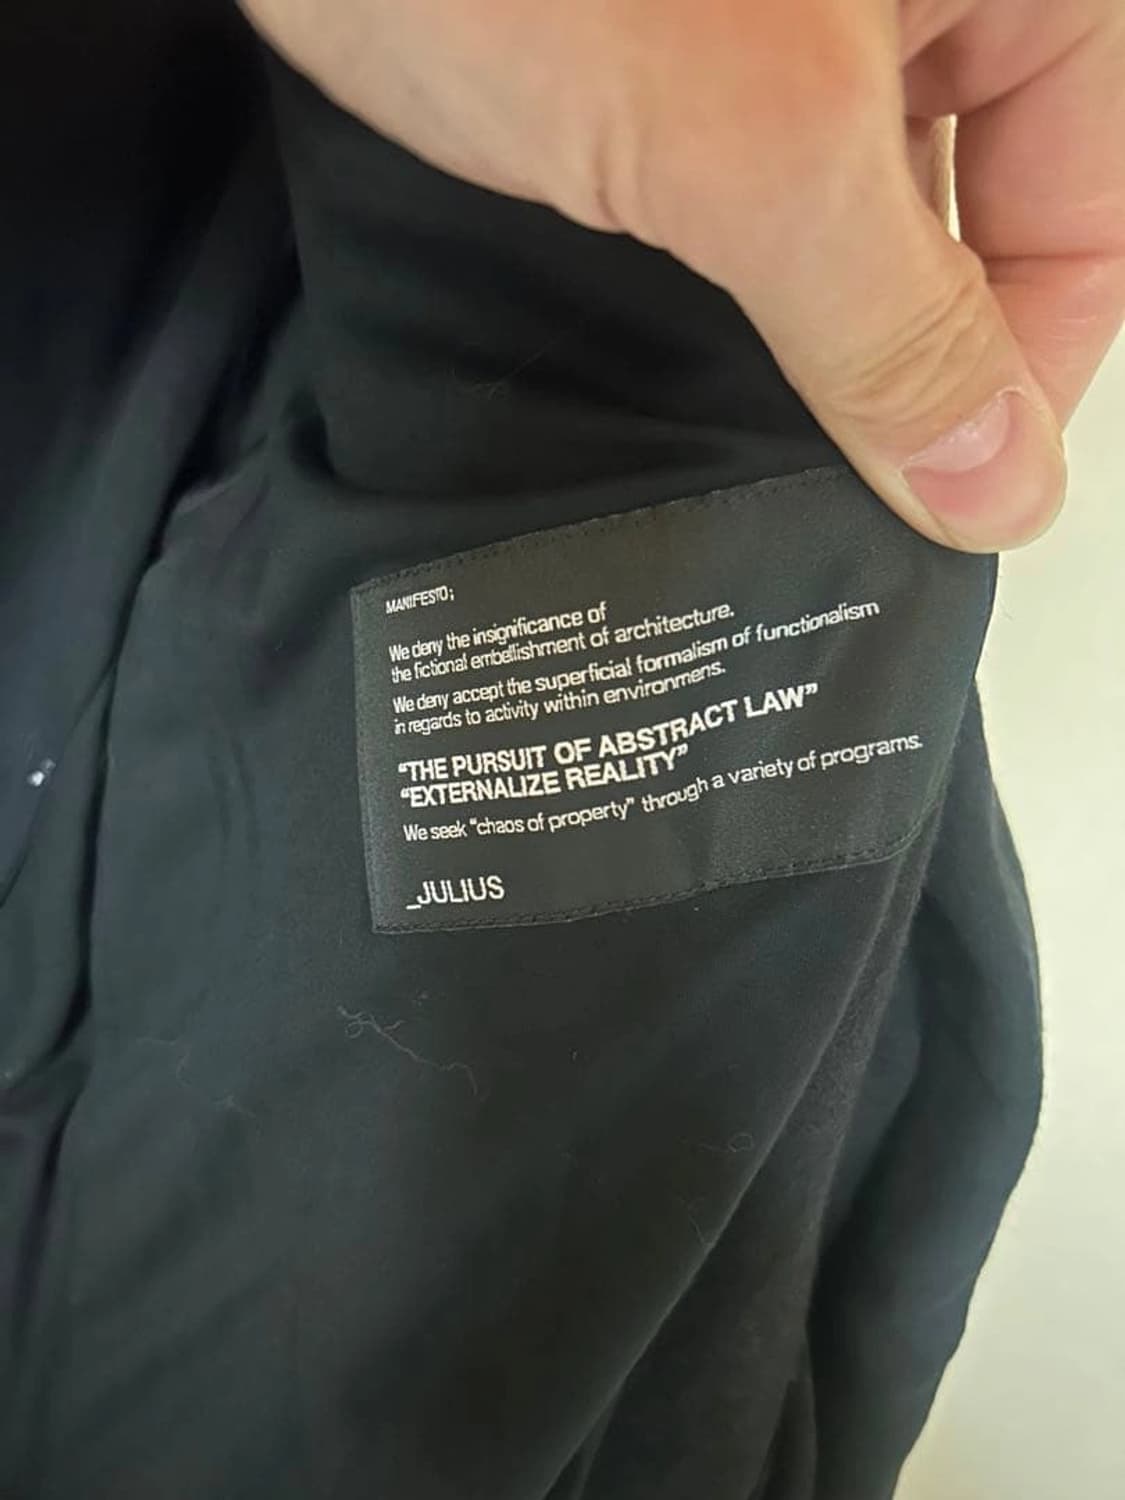 MANIFESTO;
We deny the insignificance of
the fictional embellishment of architecture.
We deny accept the superficial formalism of functionalism
in regards to activity within environmens.
“THE PURSUIT OF ABSTRACT LAW”
“EXTERNALIZE REALITY”
We seek “chaos of property” through a variety of programs.
_JULIUS